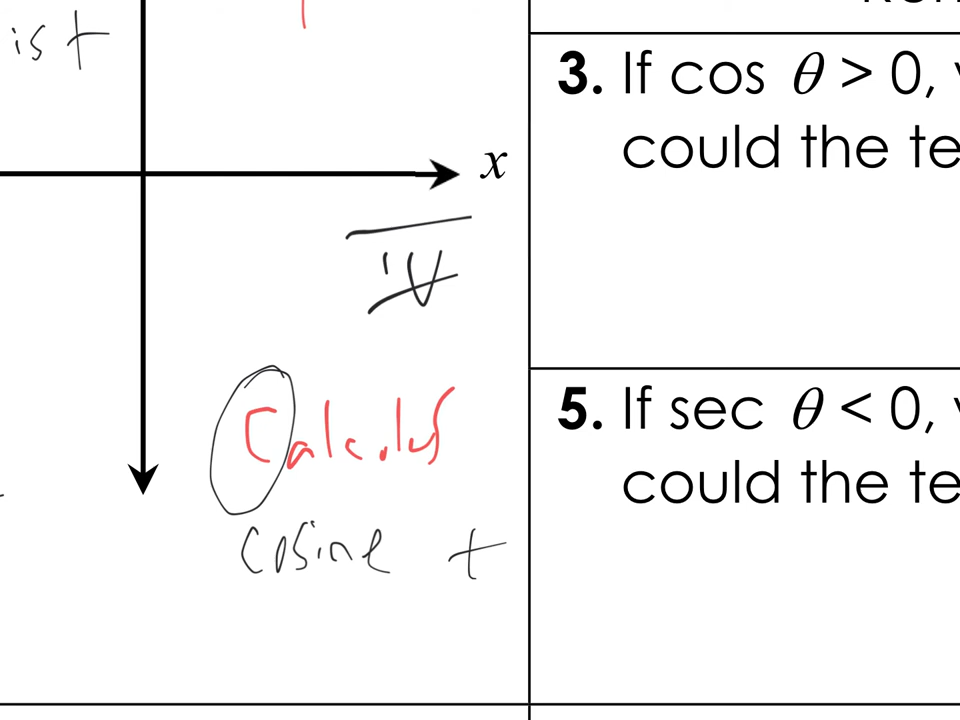 is +
x
IV
Calculus
cosine +
3. If cos θ > 0,
could the te
5. If sec θ < 0,
could the te